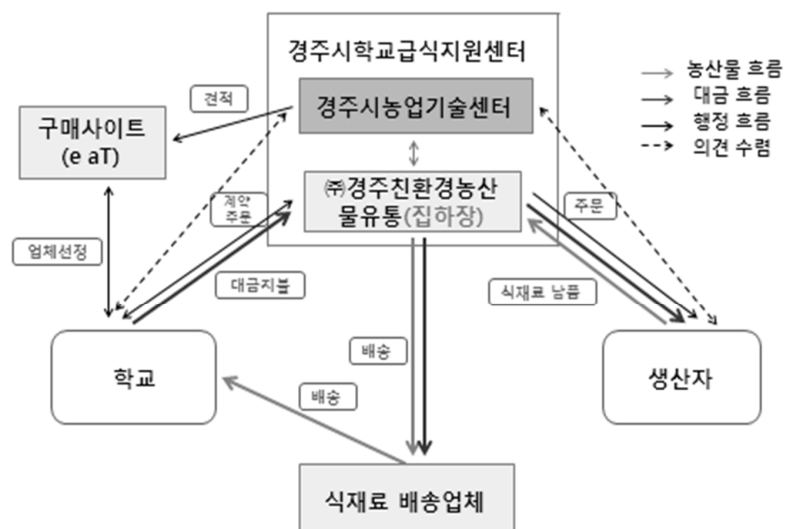 경주시학교급식지원센터
농산물 흐름
대금 흐름
행정 흐름
의견 수렴
견적
경주시농업기술센터
구매사이트
(e aT)
㈜경주친환경농산
물유통(집하장)
계약
주문
주문
업체선정
대금지불
식재료 납품
학교
배송
생산자
배송
식재료 배송업체